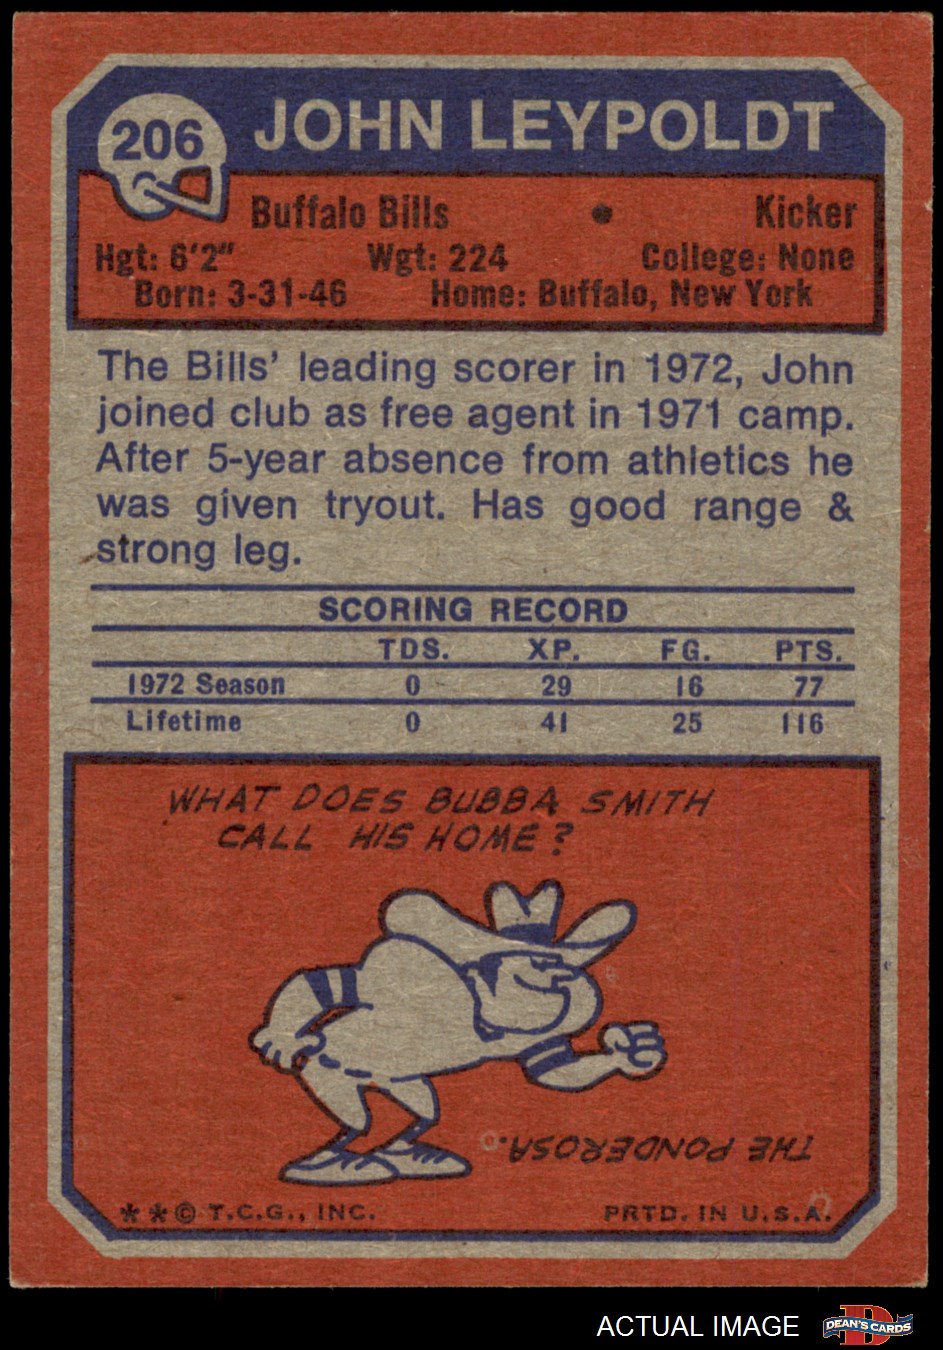 206
JOHN LEYPOLDT
Buffalo Bills • Kicker
Hgt: 6'2" Wgt: 224 College: None
Born: 3-31-46 Home: Buffalo, New York
The Bills' leading scorer in 1972, John
joined club as free agent in 1971 camp.
After 5-year absence from athletics he
was given tryout. Has good range &
strong leg.
SCORING RECORD
TDS. XP. FG. PTS.
1972 Season 0 29 16 77
Lifetime 0 41 25 116
WHAT DOES BUBBA SMITH
CALL HIS HOME?
THE PONDEROSA.
**© T.C.G., INC. PRTD. IN U.S.A.
ACTUAL IMAGE DEAN'S CARDS